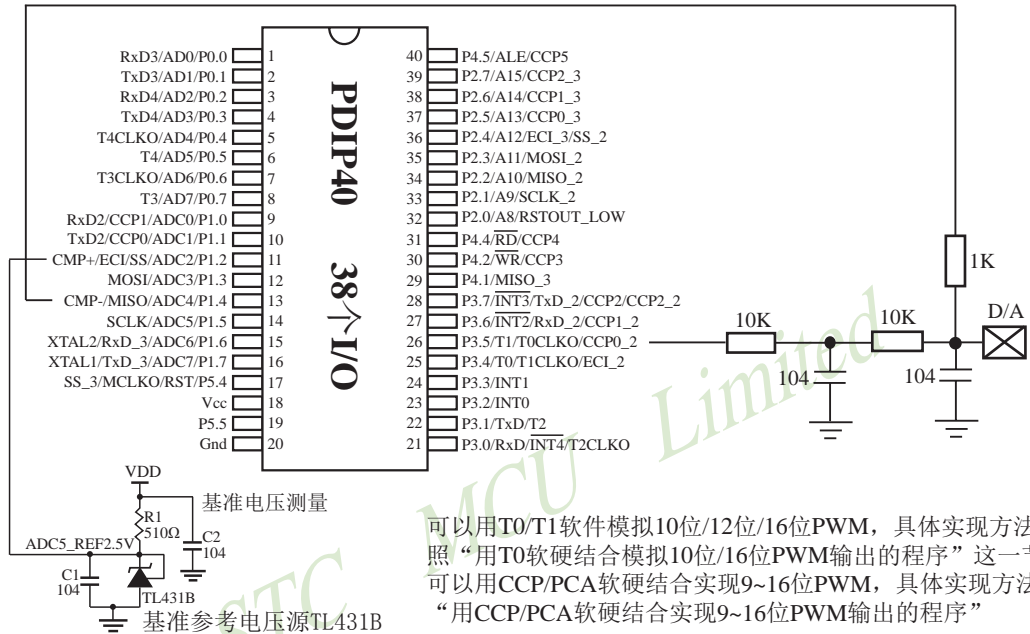 PDIP40 38个I/O
RxD3/AD0/P0.0 1
TxD3/AD1/P0.1 2
RxD4/AD2/P0.2 3
TxD4/AD3/P0.3 4
T4CLKO/AD4/P0.4 5
T4/AD5/P0.5 6
T3CLKO/AD6/P0.6 7
T3/AD7/P0.7 8
RxD2/CCP1/ADC0/P1.0 9
TxD2/CCP0/ADC1/P1.1 10
CMP+/ECI/SS/ADC2/P1.2 11
MOSI/ADC3/P1.3 12
CMP-/MISO/ADC4/P1.4 13
SCLK/ADC5/P1.5 14
XTAL2/RxD_3/ADC6/P1.6 15
XTAL1/TxD_3/ADC7/P1.7 16
SS_3/MCLKO/RST/P5.4 17
Vcc 18
P5.5 19
Gnd 20
40 P4.5/ALE/CCP5
39 P2.7/A15/CCP2_3
38 P2.6/A14/CCP1_3
37 P2.5/A13/CCP0_3
36 P2.4/A12/ECI_3/SS_2
35 P2.3/A11/MOSI_2
34 P2.2/A10/MISO_2
33 P2.1/A9/SCLK_2
32 P2.0/A8/RSTOUT_LOW
31 P4.4/RD/CCP4
30 P4.2/WR/CCP3
29 P4.1/MISO_3
28 P3.7/INT3/TxD_2/CCP2/CCP2_2
27 P3.6/INT2/RxD_2/CCP1_2
26 P3.5/T1/T0CLKO/CCP0_2
25 P3.4/T0/T1CLKO/ECI_2
24 P3.3/INT1
23 P3.2/INT0
22 P3.1/TxD/T2
21 P3.0/RxD/INT4/T2CLKO
1K
D/A
10K
10K
104
104
VDD
基准电压测量
R1
510Ω
C2
104
ADC5_REF2.5V
C1
104
TL431B
基准参考电压源TL431B
可以用T0/T1软件模拟10位/12位/16位PWM，具体实现方法
照“用T0软硬结合模拟10位/16位PWM输出的程序”这一
可以用CCP/PCA软硬结合实现9~16位PWM，具体实现方法
“用CCP/PCA软硬结合实现9~16位PWM输出的程序”
STC MCU Limited